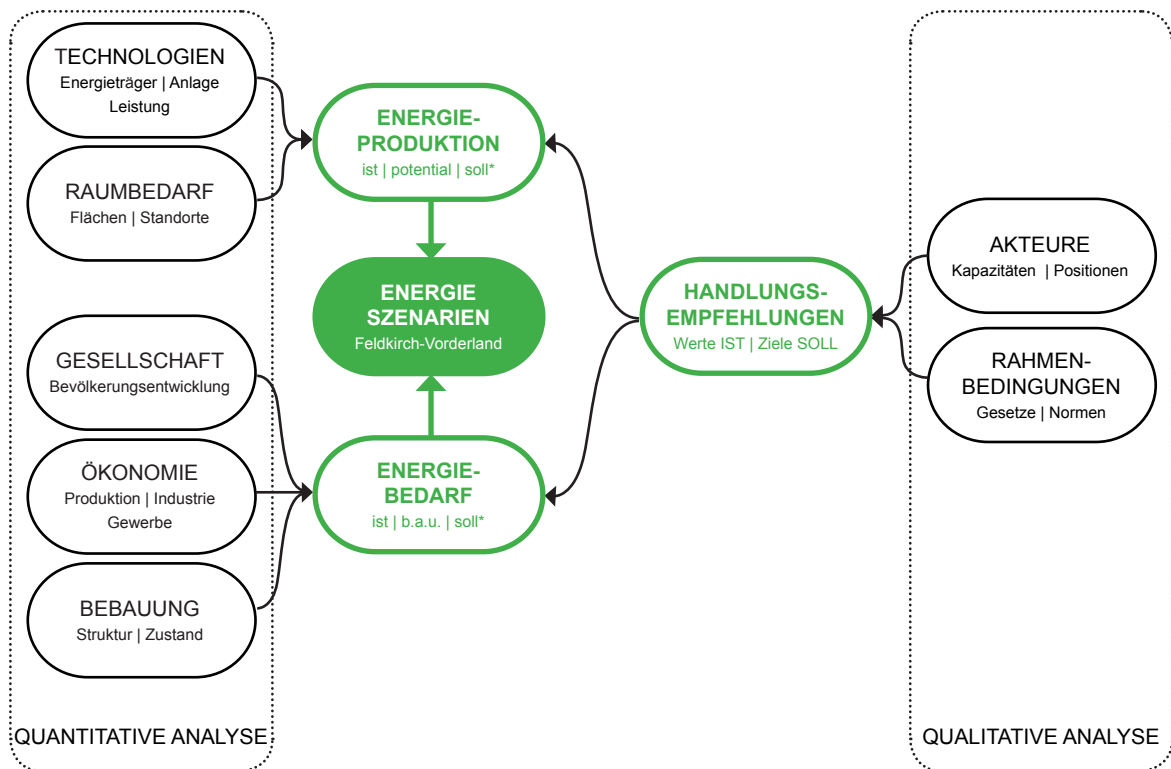 TECHNOLOGIEN
Energieträger | Anlage
Leistung
RAUMBEDARF
Flächen | Standorte
GESELLSCHAFT
Bevölkerungsentwicklung
ÖKONOMIE
Produktion | Industrie
Gewerbe
BEBAUUNG
Struktur | Zustand
QUANTITATIVE ANALYSE
ENERGIE-
PRODUKTION
ist | potential | soll*
ENERGIE
SZENARIEN
Feldkirch-Vorderland
ENERGIE-
BEDARF
ist | b.a.u. | soll*
HANDLUNGS-
EMPFEHLUNGEN
Werte IST | Ziele SOLL
AKTEURE
Kapazitäten | Positionen
RAHMEN-
BEDINGUNGEN
Gesetze | Normen
QUALITATIVE ANALYSE